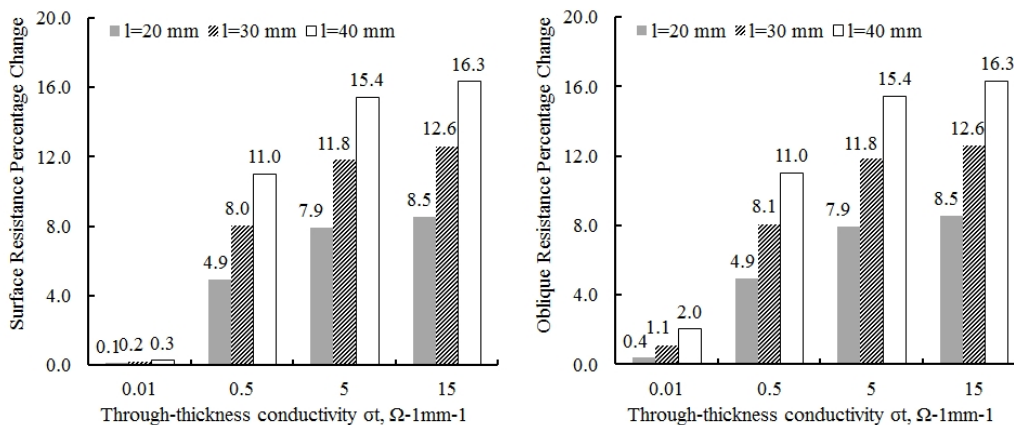 Surface Resistance Percentage Change
20.0
16.0
12.0
8.0
4.0
0.0
l=20 mm l=30 mm l=40 mm
0.1 0.2 0.3
4.9 8.0 11.0
7.9 11.8 15.4
8.5 12.6 16.3
0.01 0.5 5 15
Through-thickness conductivity σt, Ω-1mm-1
Oblique Resistance Percentage Change
20.0
16.0
12.0
8.0
4.0
0.0
l=20 mm l=30 mm l=40 mm
0.4 1.1 2.0
4.9 8.1 11.0
7.9 11.8 15.4
8.5 12.6 16.3
0.01 0.5 5 15
Through-thickness conductivity σt, Ω-1mm-1